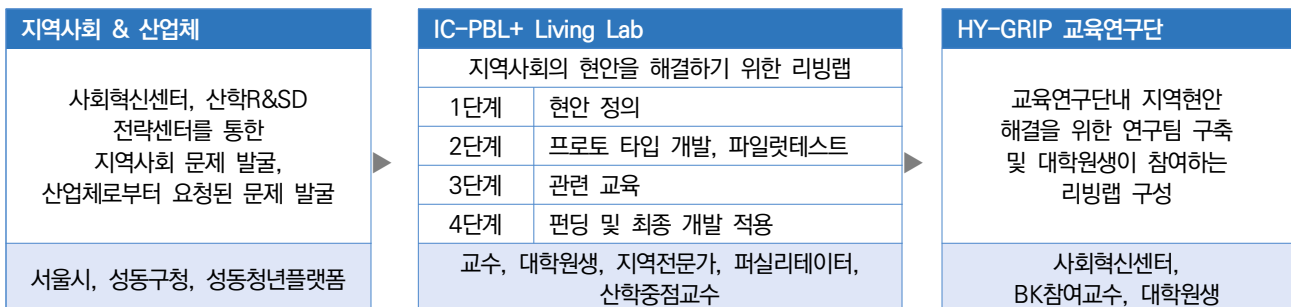 지역사회 & 산업체
사회혁신센터, 산학R&SD
전략센터를 통한
지역사회 문제 발굴,
산업체로부터 요청된 문제 발굴
서울시, 성동구청, 성동청년플랫폼
IC-PBL+ Living Lab
지역사회의 현안을 해결하기 위한 리빙랩
1단계 현안 정의
2단계 프로토 타입 개발, 파일럿테스트
3단계 관련 교육
4단계 펀딩 및 최종 개발 적용
교수, 대학원생, 지역전문가, 퍼실리테이터,
산학중점교수
HY-GRIP 교육연구단
교육연구단내 지역현안
해결을 위한 연구팀 구축
및 대학원생이 참여하는
리빙랩 구성
사회혁신센터,
BK참여교수, 대학원생